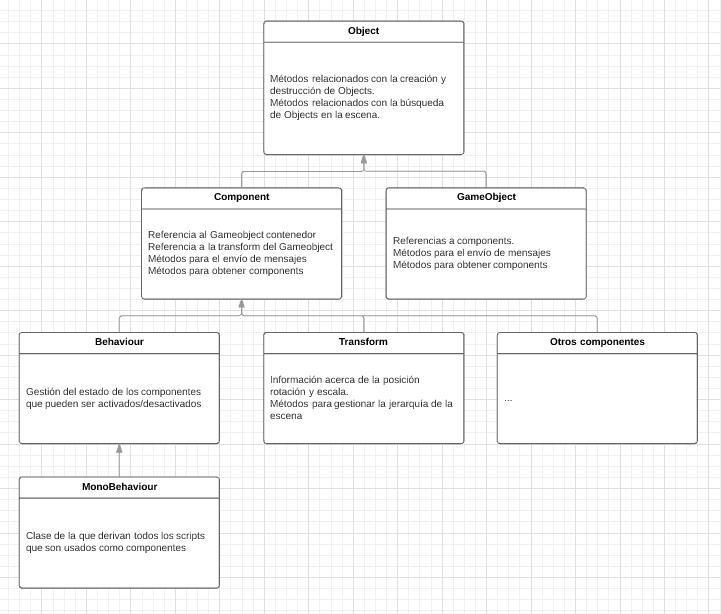 Object
Métodos relacionados con la creación y
destrucción de Objects.
Métodos relacionados con la búsqueda
de Objects en la escena.
Component
Referencia al Gameobject contenedor
Referencia a la transform del Gameobject
Métodos para el envío de mensajes
Métodos para obtener components
GameObject
Referencias a components.
Métodos para el envío de mensajes
Métodos para obtener components
Behaviour
Gestión del estado de los componentes
que pueden ser activados/desactivados
Transform
Información acerca de la posición
rotación y escala.
Métodos para gestionar la jerarquía de la
escena
Otros componentes
...
MonoBehaviour
Clase de la que derivan todos los scripts
que son usados como componentes